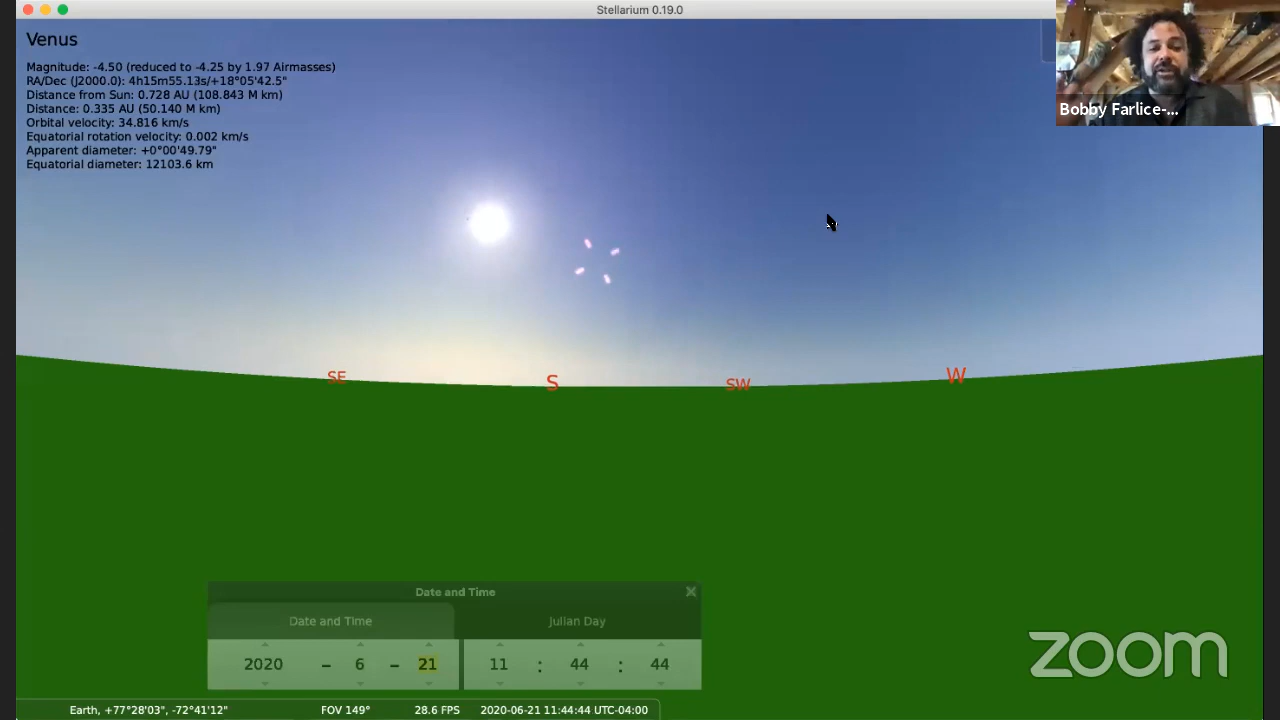 Stellarium 0.19.0
Venus
Magnitude: -4.50 (reduced to -4.25 by 1.97 Airmasses)
RA/Dec (J2000.0): 4h15m55.13s/+18°05'42.5"
Distance from Sun: 0.728 AU (108.843 M km)
Distance: 0.335 AU (50.140 M km)
Orbital velocity: 34.816 km/s
Equatorial rotation velocity: 0.002 km/s
Apparent diameter: +0°00'49.79"
Equatorial diameter: 12103.6 km
Bobby Farlice-...
SE S SW W
Date and Time
Date and Time Julian Day
2020 – 6 – 21 11 : 44 : 44
zoom
Earth, +77°28'03", -72°41'12" FOV 149° 28.6 FPS 2020-06-21 11:44:44 UTC-04:00